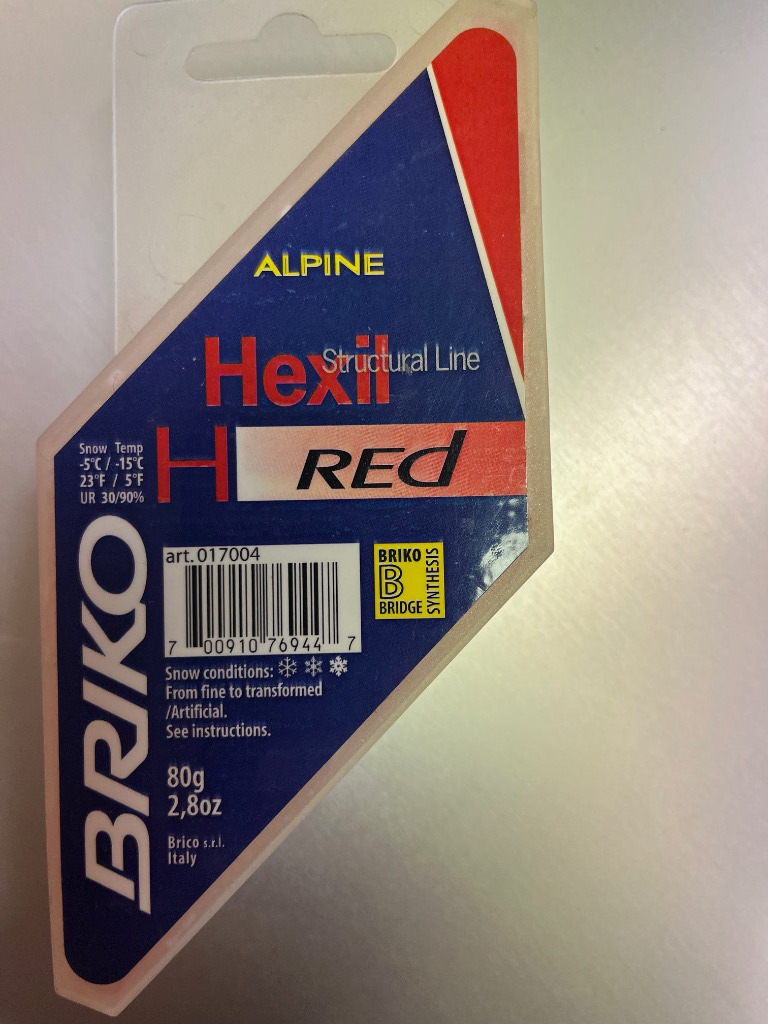 ALPINE
Hexil Structural Line
H RED
Snow Temp
-5°C / -15°C
23°F / 5°F
UR 30/90%
BRIKO
art. 017004
7 00910 76944 7
BRIKO
B
BRIDGE
SYNTHESIS
Snow conditions:
From fine to transformed
/Artificial.
See instructions.
80g
2,8oz
Brico s.r.l.
Italy